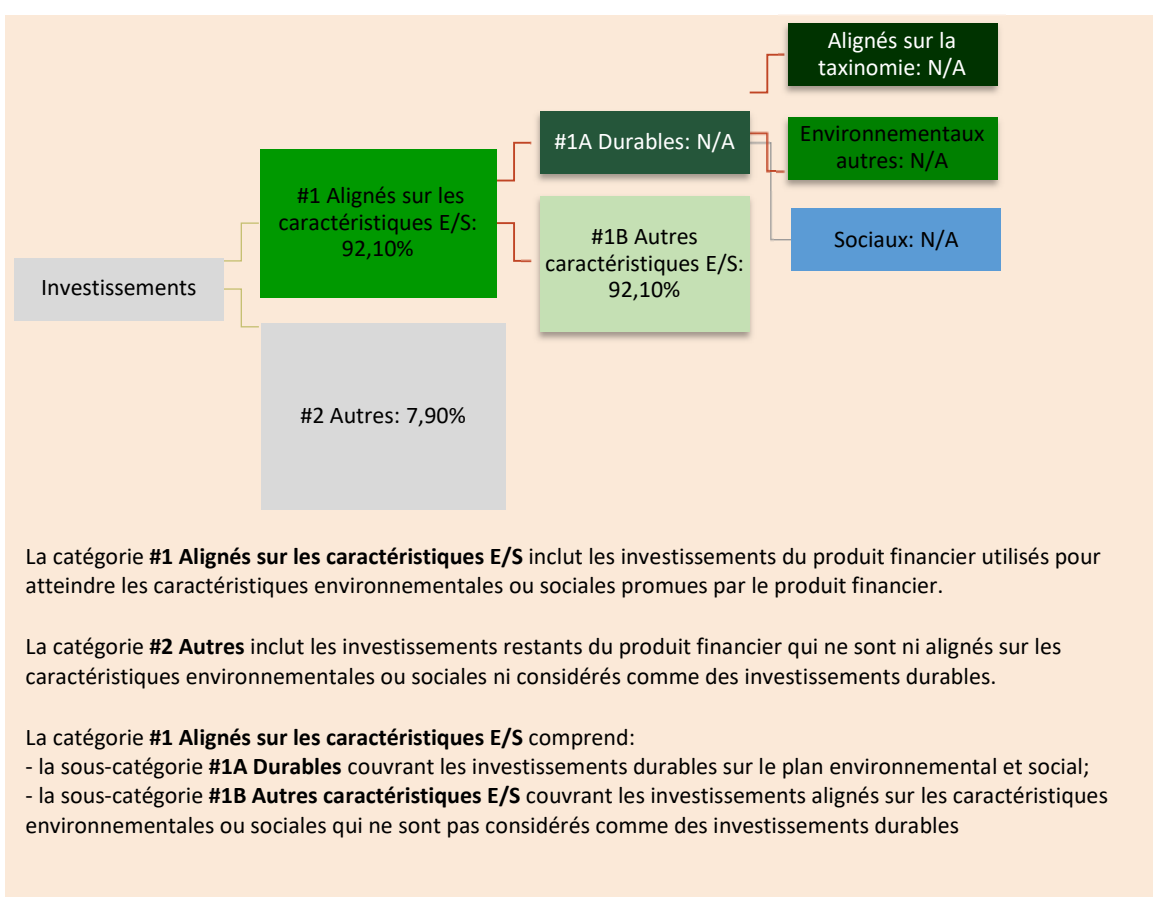 Alignés sur la
taxinomie: N/A
#1A Durables: N/A
Environnementaux
autres: N/A
#1 Alignés sur les
caractéristiques E/S:
92,10%
#1B Autres
caractéristiques E/S:
92,10%
Sociaux: N/A
Investissements
#2 Autres: 7,90%
La catégorie #1 Alignés sur les caractéristiques E/S inclut les investissements du produit financier utilisés pour
atteindre les caractéristiques environnementales ou sociales promues par le produit financier.
La catégorie #2 Autres inclut les investissements restants du produit financier qui ne sont ni alignés sur les
caractéristiques environnementales ou sociales ni considérés comme des investissements durables.
La catégorie #1 Alignés sur les caractéristiques E/S comprend:
- la sous-catégorie #1A Durables couvrant les investissements durables sur le plan environnemental et social;
- la sous-catégorie #1B Autres caractéristiques E/S couvrant les investissements alignés sur les caractéristiques
environnementales ou sociales qui ne sont pas considérés comme des investissements durables